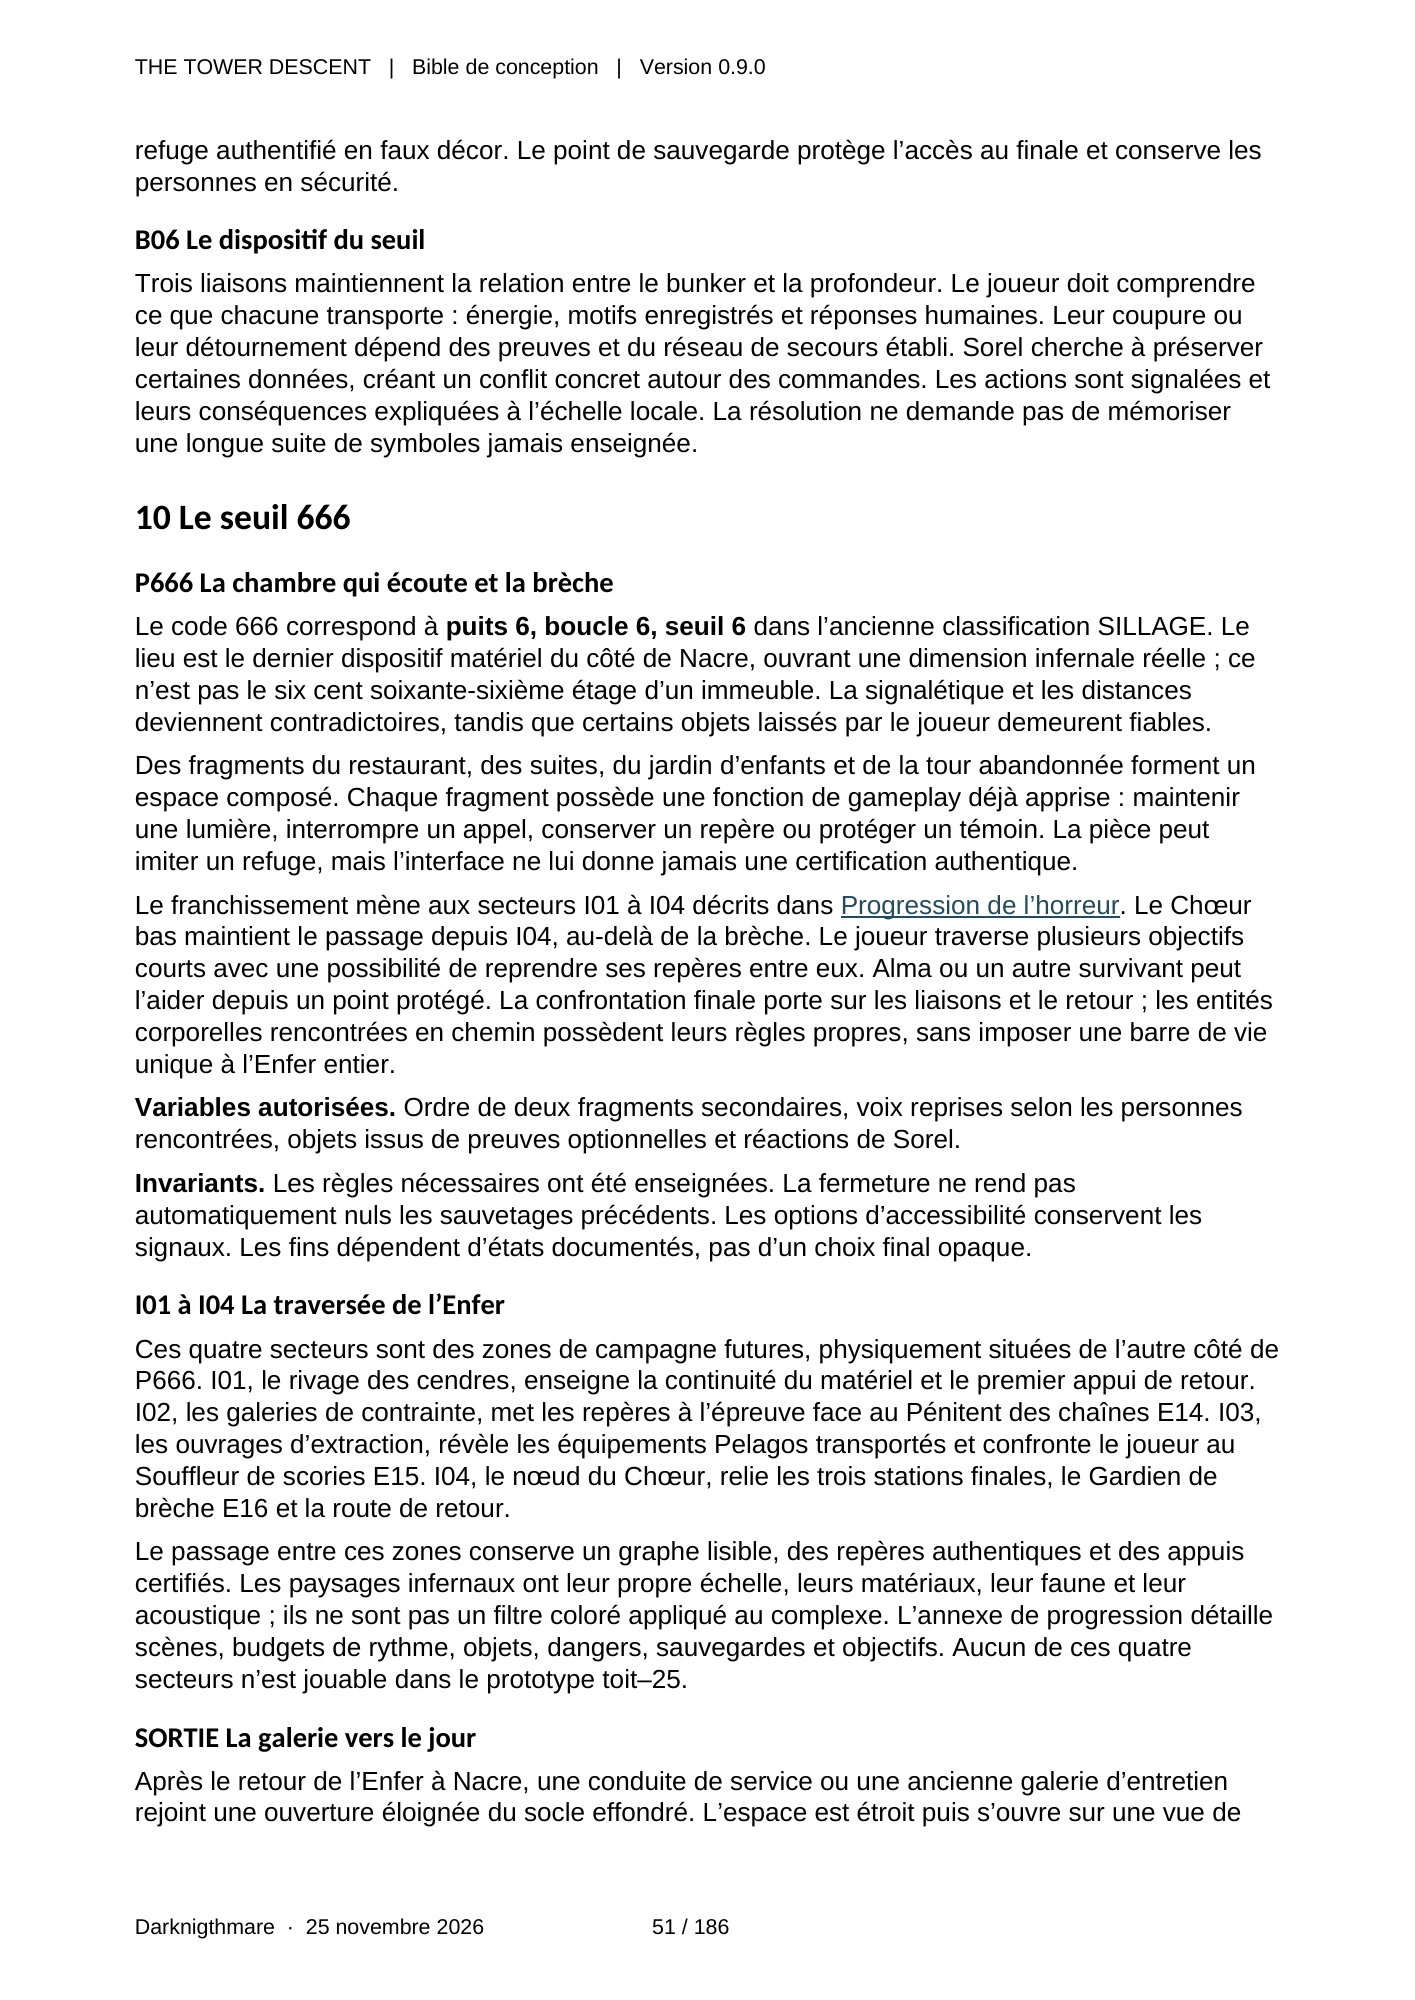 THE TOWER DESCENT | Bible de conception | Version 0.9.0
refuge authentifié en faux décor. Le point de sauvegarde protège l’accès au finale et conserve les
personnes en sécurité.
B06 Le dispositif du seuil
Trois liaisons maintiennent la relation entre le bunker et la profondeur. Le joueur doit comprendre
ce que chacune transporte : énergie, motifs enregistrés et réponses humaines. Leur coupure ou
leur détournement dépend des preuves et du réseau de secours établi. Sorel cherche à préserver
certaines données, créant un conflit concret autour des commandes. Les actions sont signalées et
leurs conséquences expliquées à l’échelle locale. La résolution ne demande pas de mémoriser
une longue suite de symboles jamais enseignée.
10 Le seuil 666
P666 La chambre qui écoute et la brèche
Le code 666 correspond à puits 6, boucle 6, seuil 6 dans l’ancienne classification SILLAGE. Le
lieu est le dernier dispositif matériel du côté de Nacre, ouvrant une dimension infernale réelle ; ce
n’est pas le six cent soixante-sixième étage d’un immeuble. La signalétique et les distances
deviennent contradictoires, tandis que certains objets laissés par le joueur demeurent fiables.
Des fragments du restaurant, des suites, du jardin d’enfants et de la tour abandonnée forment un
espace composé. Chaque fragment possède une fonction de gameplay déjà apprise : maintenir
une lumière, interrompre un appel, conserver un repère ou protéger un témoin. La pièce peut
imiter un refuge, mais l’interface ne lui donne jamais une certification authentique.
Le franchissement mène aux secteurs I01 à I04 décrits dans Progression de l’horreur. Le Chœur
bas maintient le passage depuis I04, au-delà de la brèche. Le joueur traverse plusieurs objectifs
courts avec une possibilité de reprendre ses repères entre eux. Alma ou un autre survivant peut
l’aider depuis un point protégé. La confrontation finale porte sur les liaisons et le retour ; les entités
corporelles rencontrées en chemin possèdent leurs règles propres, sans imposer une barre de vie
unique à l’Enfer entier.
Variables autorisées. Ordre de deux fragments secondaires, voix reprises selon les personnes
rencontrées, objets issus de preuves optionnelles et réactions de Sorel.
Invariants. Les règles nécessaires ont été enseignées. La fermeture ne rend pas
automatiquement nuls les sauvetages précédents. Les options d’accessibilité conservent les
signaux. Les fins dépendent d’états documentés, pas d’un choix final opaque.
I01 à I04 La traversée de l’Enfer
Ces quatre secteurs sont des zones de campagne futures, physiquement situées de l’autre côté de
P666. I01, le rivage des cendres, enseigne la continuité du matériel et le premier appui de retour.
I02, les galeries de contrainte, met les repères à l’épreuve face au Pénitent des chaînes E14. I03,
les ouvrages d’extraction, révèle les équipements Pelagos transportés et confronte le joueur au
Souffleur de scories E15. I04, le nœud du Chœur, relie les trois stations finales, le Gardien de
brèche E16 et la route de retour.
Le passage entre ces zones conserve un graphe lisible, des repères authentiques et des appuis
certifiés. Les paysages infernaux ont leur propre échelle, leurs matériaux, leur faune et leur
acoustique ; ils ne sont pas un filtre coloré appliqué au complexe. L’annexe de progression détaille
scènes, budgets de rythme, objets, dangers, sauvegardes et objectifs. Aucun de ces quatre
secteurs n’est jouable dans le prototype toit–25.
SORTIE La galerie vers le jour
Après le retour de l’Enfer à Nacre, une conduite de service ou une ancienne galerie d’entretien
rejoint une ouverture éloignée du socle effondré. L’espace est étroit puis s’ouvre sur une vue de
Darknigthmare · 25 novembre 2026 51 / 186